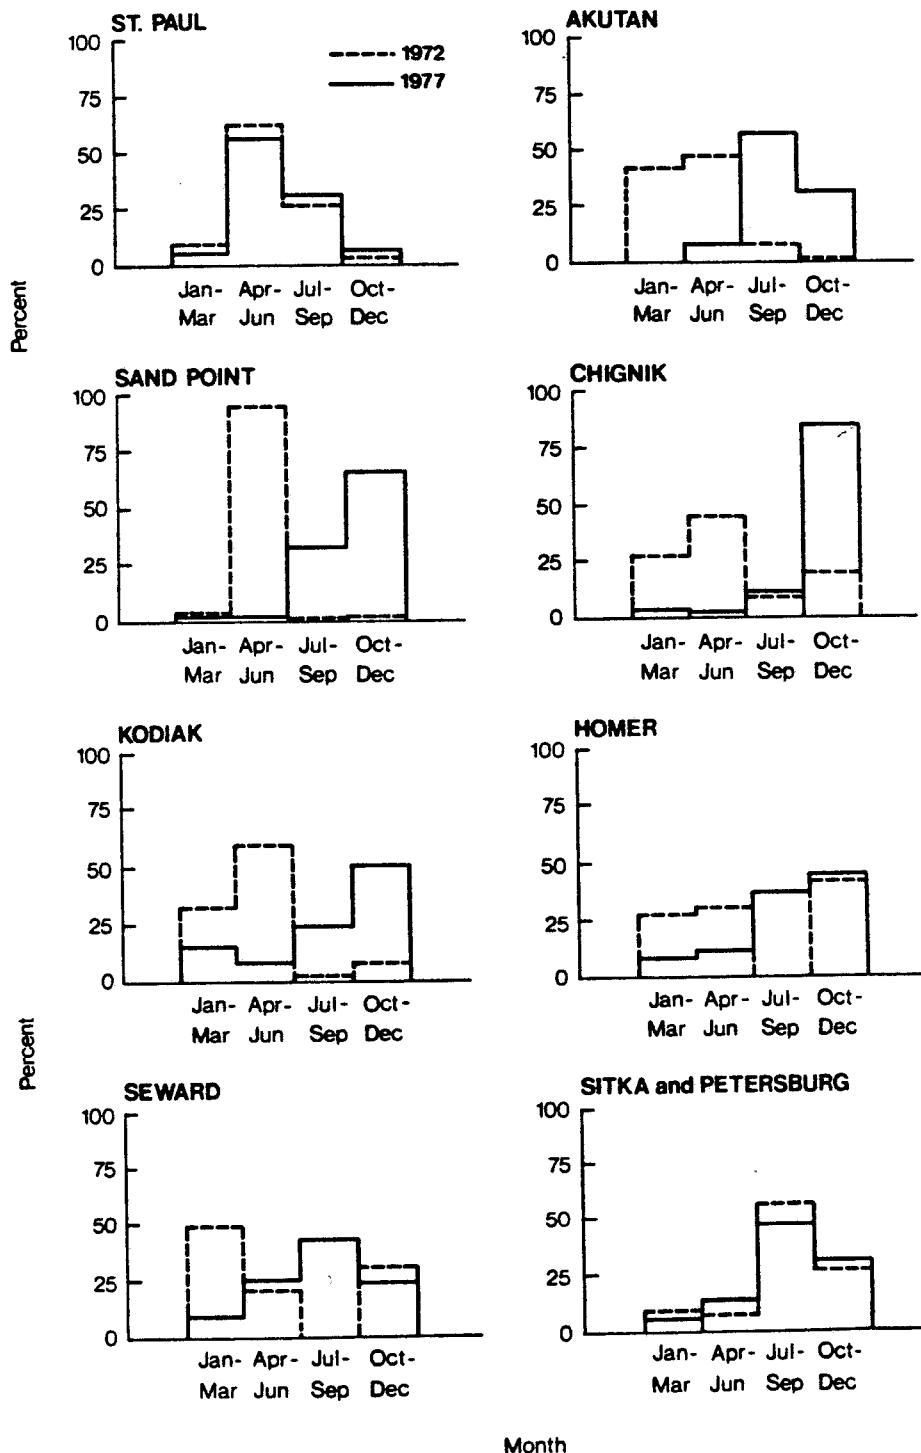 ST. PAUL
1972
1977
100
75
50
25
0
Jan- Apr- Jul- Oct-
Mar Jun Sep Dec
AKUTAN
100
75
50
25
0
Jan- Apr- Jul- Oct-
Mar Jun Sep Dec
Percent
SAND POINT
100
75
50
25
0
Jan- Apr- Jul- Oct-
Mar Jun Sep Dec
CHIGNIK
100
75
50
25
0
Jan- Apr- Jul- Oct-
Mar Jun Sep Dec
KODIAK
100
75
50
25
0
Jan- Apr- Jul- Oct-
Mar Jun Sep Dec
HOMER
100
75
50
25
0
Jan- Apr- Jul- Oct-
Mar Jun Sep Dec
Percent
SEWARD
100
75
50
25
0
Jan- Apr- Jul- Oct-
Mar Jun Sep Dec
SITKA and PETERSBURG
100
75
50
25
0
Jan- Apr- Jul- Oct-
Mar Jun Sep Dec
Month